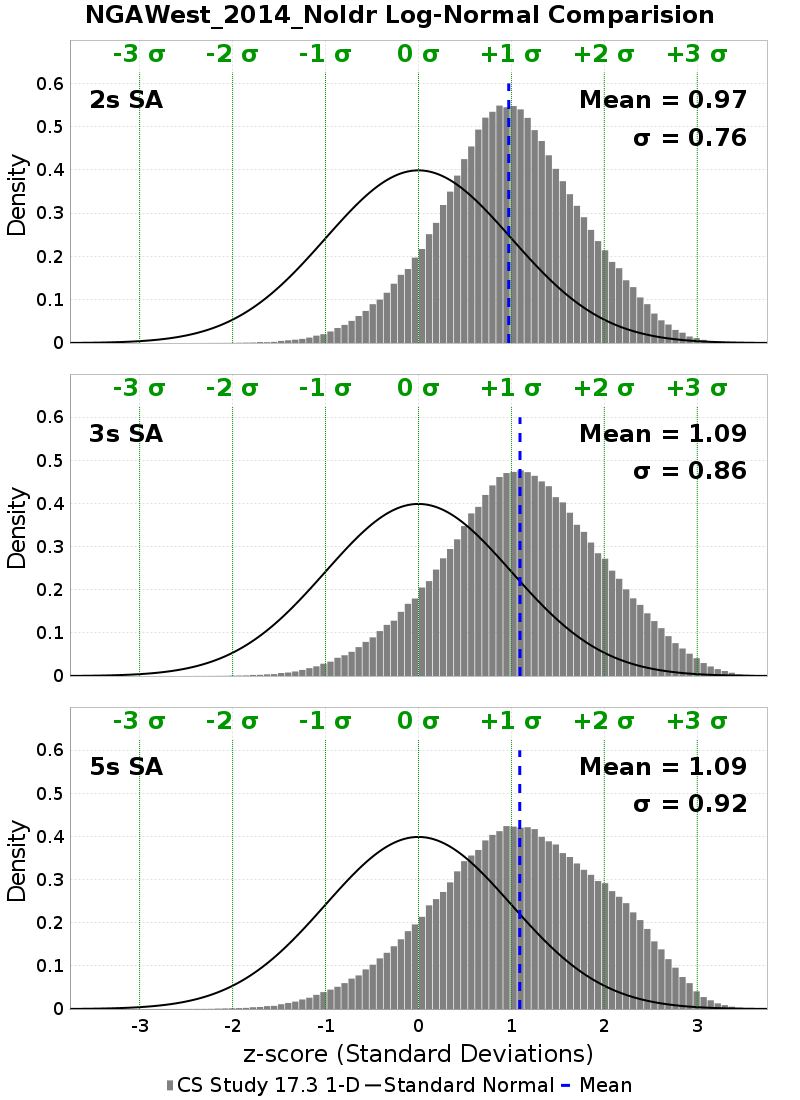 NGAWest_2014_NoIdr Log-Normal Comparision
-3 σ -2 σ -1 σ 0 σ +1 σ +2 σ +3 σ
0.6
2s SA
Mean = 0.97
0.5
σ = 0.76
0.4
Density
0.3
0.2
0.1
0
-3 σ -2 σ -1 σ 0 σ +1 σ +2 σ +3 σ
0.6
3s SA
Mean = 1.09
0.5
σ = 0.86
0.4
Density
0.3
0.2
0.1
0
-3 σ -2 σ -1 σ 0 σ +1 σ +2 σ +3 σ
0.6
5s SA
Mean = 1.09
0.5
σ = 0.92
0.4
Density
0.3
0.2
0.1
0
-3 -2 -1 0 1 2 3
z-score (Standard Deviations)
CS Study 17.3 1-D Standard Normal Mean